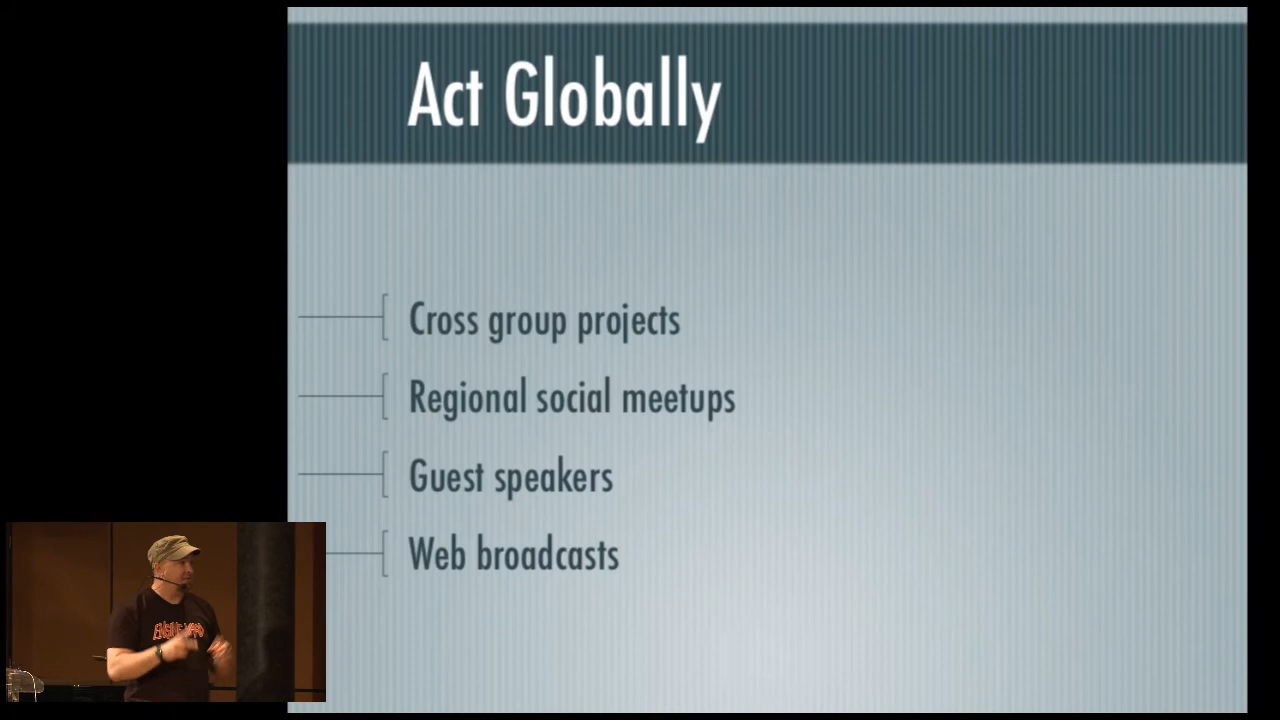 Act Globally
Cross group projects
Regional social meetups
Guest speakers
Web broadcasts